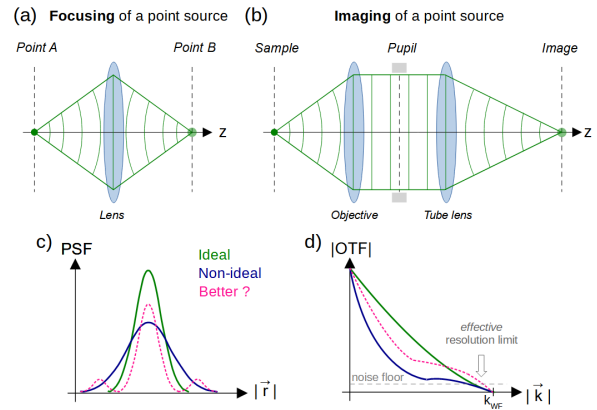 (a) Focusing of a point source
Point A
Point B
z
Lens
(b) Imaging of a point source
Sample
Pupil
Image
z
Objective
Tube lens
c)
PSF
Ideal
Non-ideal
Better ?
|r⃗|
d)
|OTF|
effective
resolution limit
noise floor
k_WF
|k⃗|